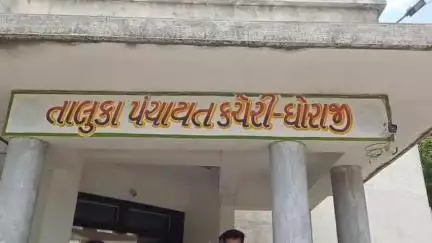 તાલુકા પંચાયત કચેરી-ધોરાજી